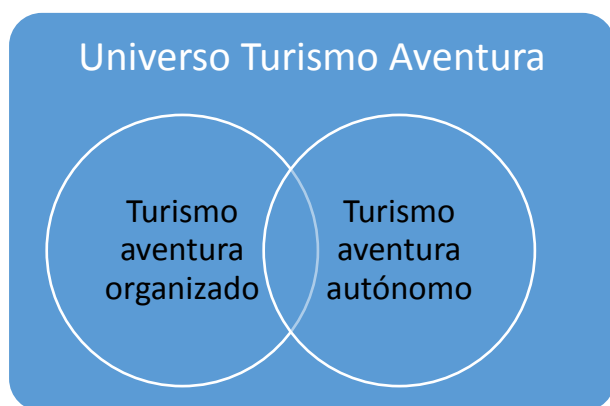 Universo Turismo Aventura
Turismo
aventura
organizado
Turismo
aventura
autónomo